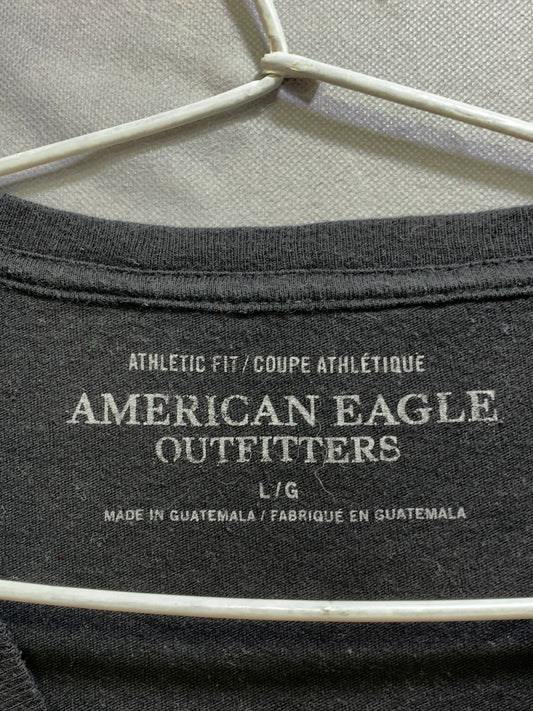 ATHLETIC FIT / COUPE ATHLÉTIQUE
AMERICAN EAGLE
OUTFITTERS
L/G
MADE IN GUATEMALA / FABRIQUÉ EN GUATEMALA